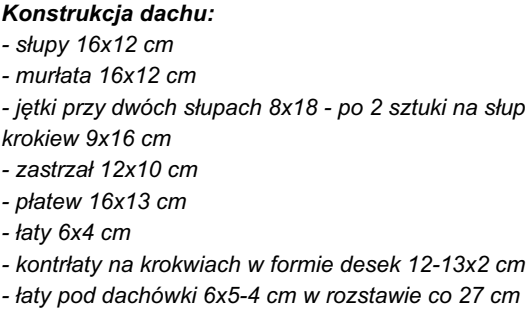 Konstrukcja dachu:
- słupy 16x12 cm
- murłata 16x12 cm
- jętki przy dwóch słupach 8x18 - po 2 sztuki na słup
krokiew 9x16 cm
- zastrzał 12x10 cm
- płatew 16x13 cm
- łaty 6x4 cm
- kontrłaty na krokwiach w formie desek 12-13x2 cm
- łaty pod dachówki 6x5-4 cm w rozstawie co 27 cm